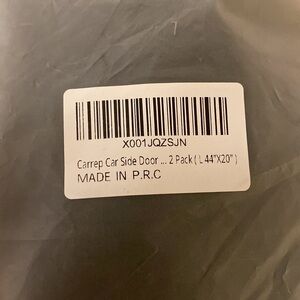 X001JQZSJN
Carrep Car Side Door ... 2 Pack ( L 44"X20" )
MADE IN P.R.C